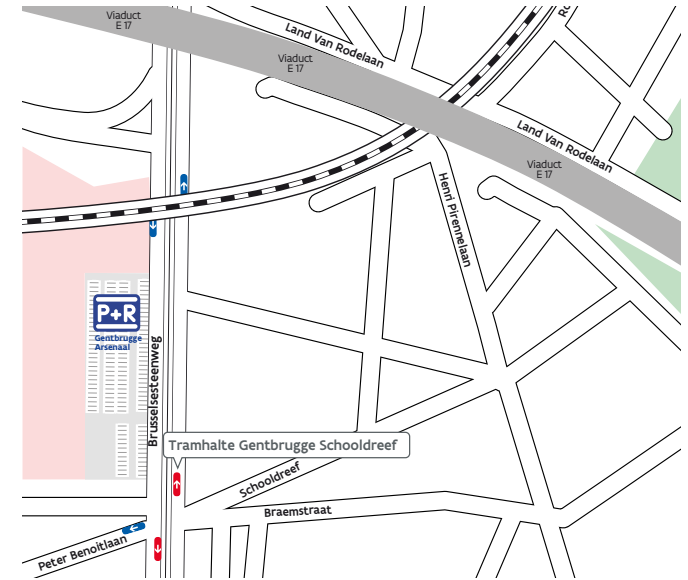 Viaduct
E 17
Land Van Rodelaan
Viaduct
E 17
Land Van Rodelaan
Viaduct
E 17
Henri Pirennelaan
P+R
Gentbrugge
Arsenaal
Brusselsesteenweg
Tramhalte Gentbrugge Schooldreef
Schooldreef
Braemstraat
Peter Benoitlaan